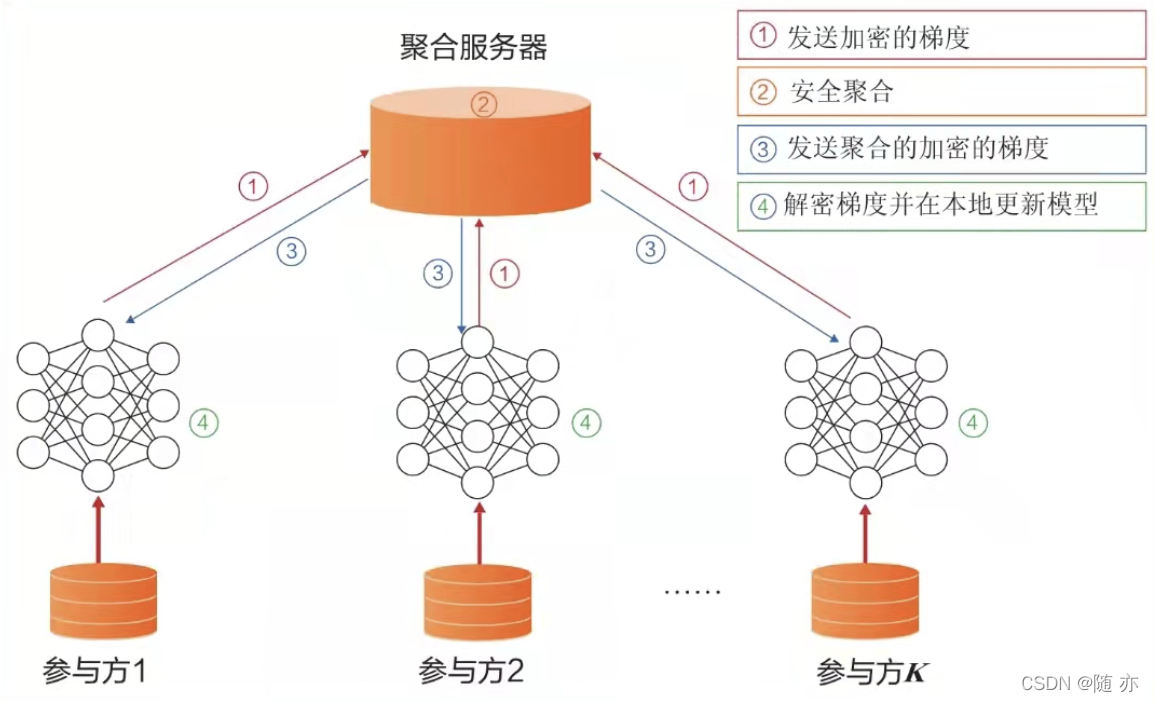 聚合服务器
②
① 发送加密的梯度
② 安全聚合
③ 发送聚合的加密的梯度
④ 解密梯度并在本地更新模型
①
③
③
①
①
③
④
④
④
参与方1
参与方2
……
参与方K
CSDN @随 亦